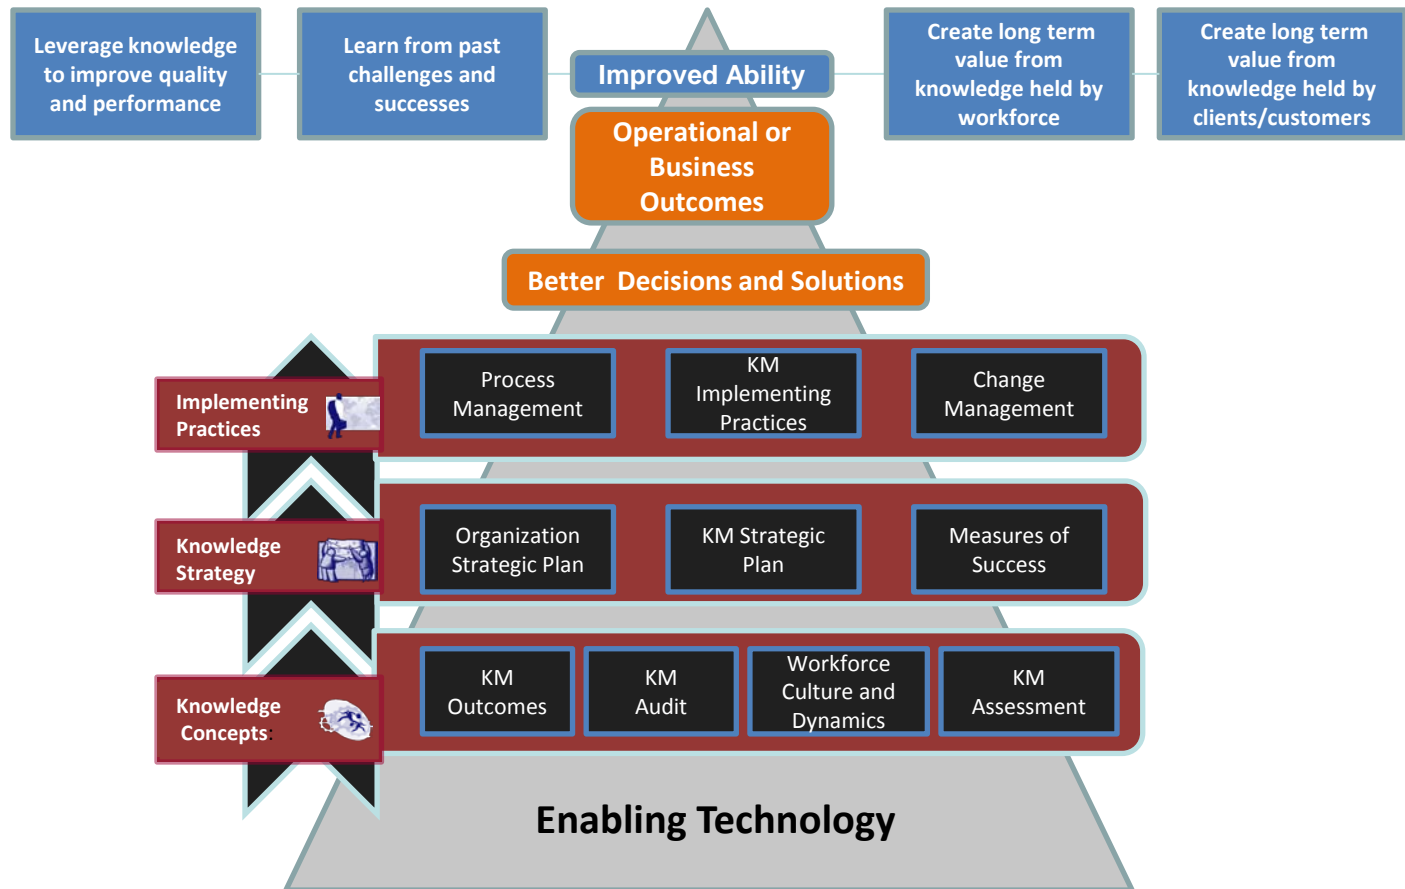 Leverage knowledge
to improve quality
and performance
Learn from past
challenges and
successes
Improved Ability
Create long term
value from
knowledge held by
workforce
Create long term
value from
knowledge held by
clients/customers
Operational or
Business
Outcomes
Better  Decisions and Solutions
Implementing
Practices
Process
Management
KM
Implementing
Practices
Change
Management
Knowledge
Strategy
Organization
Strategic Plan
KM Strategic
Plan
Measures of
Success
Knowledge
Concepts:
KM
Outcomes
KM
Audit
Workforce
Culture and
Dynamics
KM
Assessment
Enabling Technology